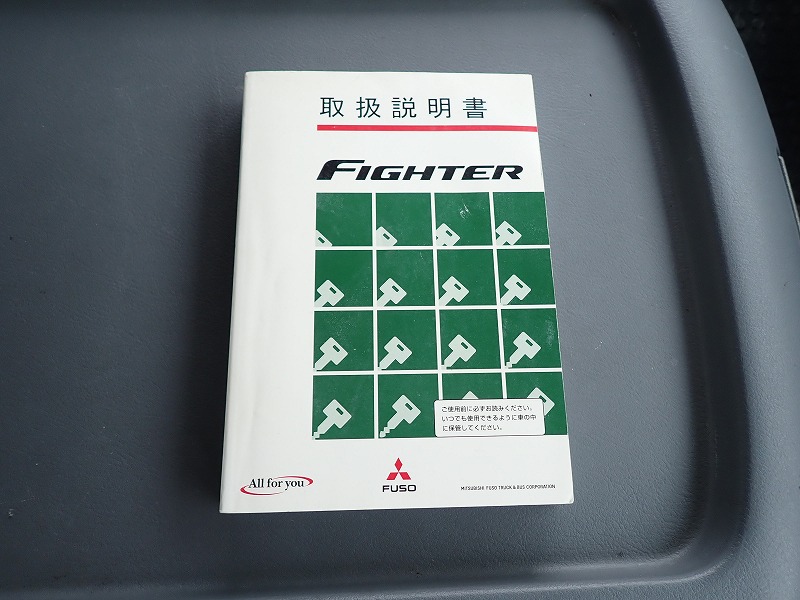 取扱説明書
FIGHTER
ご使用前に必ずお読みください。
いつでも使用できるように車の中
に保管してください。
All for you
FUSO
MITSUBISHI FUSO TRUCK & BUS CORPORATION